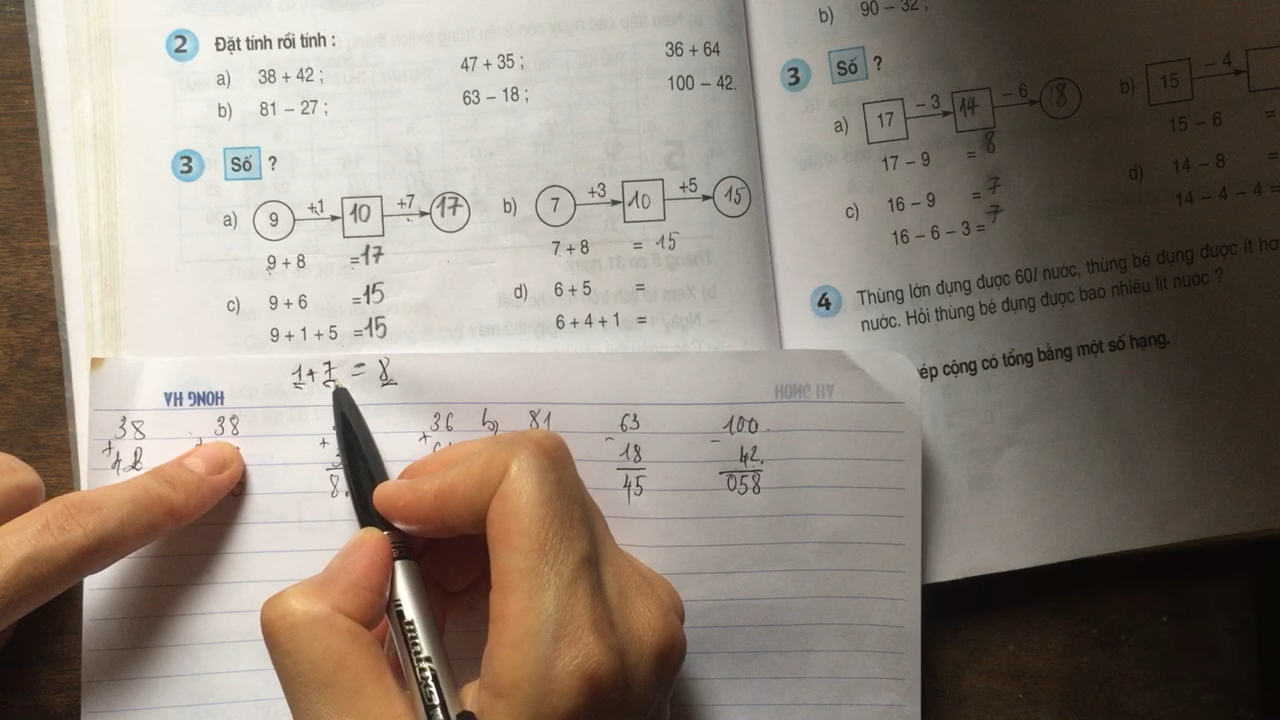 2 Đặt tính rồi tính :
a) 38 + 42 ; 47 + 35 ; 36 + 64
b) 81 – 27 ; 63 – 18 ; 100 – 42.
3 Số ?
a) 9 +1 10 +7 17 b) 7 +3 10 +5 15
9 + 8 = 17 7 + 8 = 15
c) 9 + 6 = 15 d) 6 + 5 =
9 + 1 + 5 = 15 6 + 4 + 1 =
b) 90 – 32 ;
3 Số ?
a) 17 – 3 14 – 6 18 b) 15 – 4
17 – 9 = 8 15 – 6 =
c) 16 – 9 = 7 d) 14 – 8 =
16 – 6 – 3 = 7 14 – 4 – 4 =
4 Thùng lớn đựng được 60l nước, thùng bé đựng được ít
nước. Hỏi thùng bé đựng được bao nhiêu lít nước ?
có tổng bằng một số hạng.
1 + 7 = 8
HONG HA HONG HA
38 38 36 b, 81 63 100
+ 42 + + + - 18 - 42
8 45 058
matixs